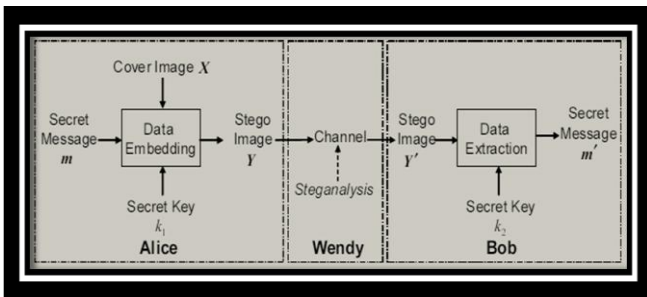 Cover Image X
Secret
Message
m
Data
Embedding
Stego
Image
Y
Secret Key
k₁
Alice
Channel
Steganalysis
Wendy
Stego
Image
Y′
Data
Extraction
Secret
Message
m′
Secret Key
k₂
Bob